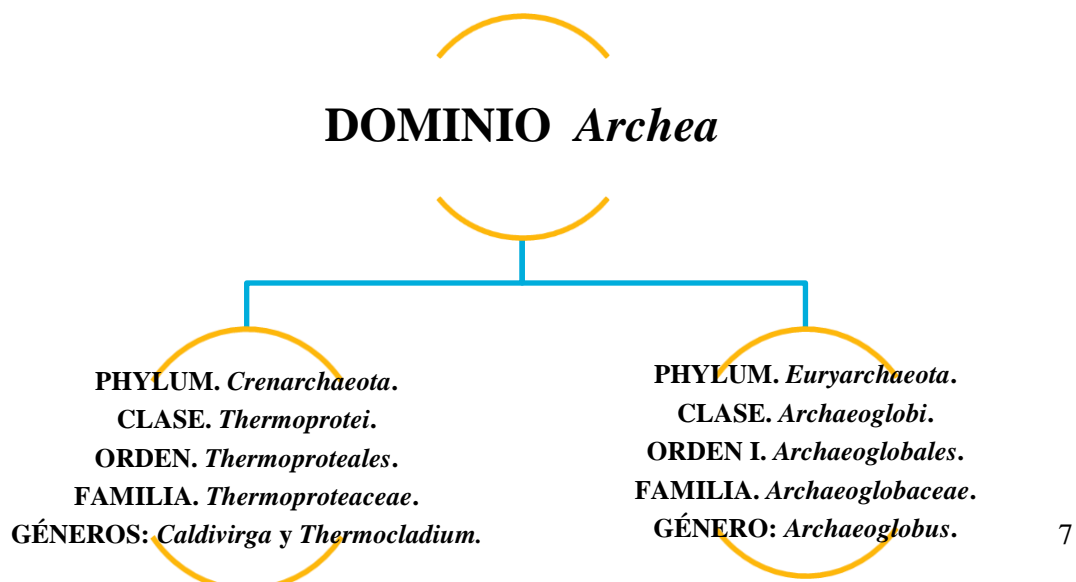 DOMINIO Archea
PHYLUM. Crenarchaeota.
CLASE. Thermoprotei.
ORDEN. Thermoproteales.
FAMILIA. Thermoproteaceae.
GÉNEROS: Caldivirga y Thermocladium.
PHYLUM. Euryarchaeota.
CLASE. Archaeoglobi.
ORDEN I. Archaeoglobales.
FAMILIA. Archaeoglobaceae.
GÉNERO: Archaeoglobus.
7